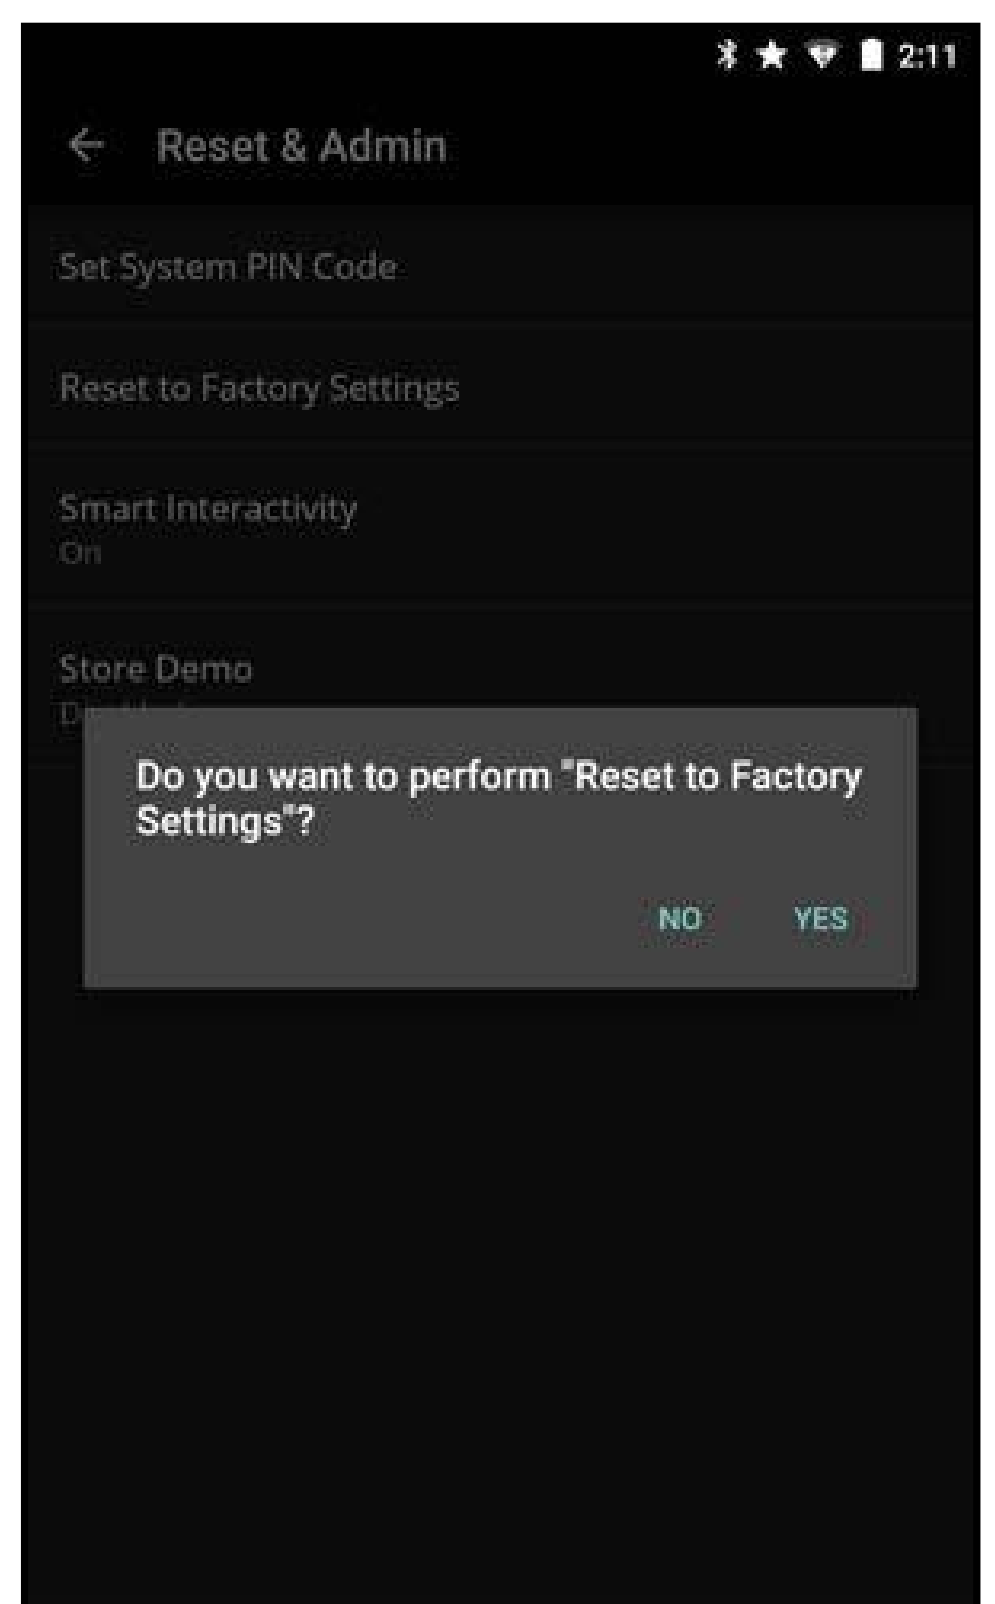 2:11
Reset & Admin
Set System PIN Code
Reset to Factory Settings
Smart Interactivity
On
Store Demo
Do you want to perform "Reset to Factory
Settings"?
NO YES